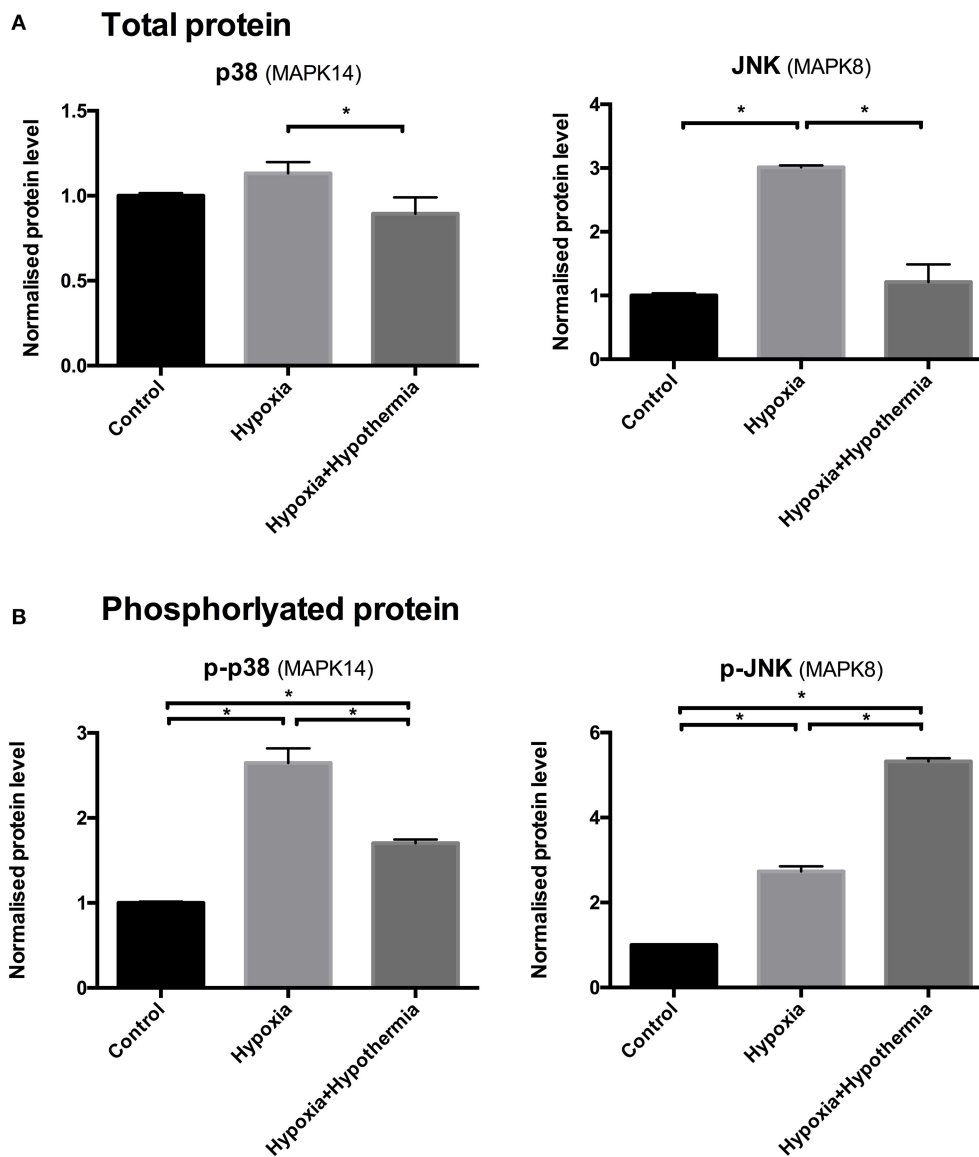 A
Total protein
p38 (MAPK14)
Normalised protein level
1.5
1.0
0.5
0.0
*
Control
Hypoxia
Hypoxia+Hypothermia
JNK (MAPK8)
Normalised protein level
4
3
2
1
0
* *
Control
Hypoxia
Hypoxia+Hypothermia
B
Phosphorlyated protein
p-p38 (MAPK14)
Normalised protein level
3
2
1
0
*
* *
Control
Hypoxia
Hypoxia+Hypothermia
p-JNK (MAPK8)
Normalised protein level
6
4
2
0
*
* *
Control
Hypoxia
Hypoxia+Hypothermia